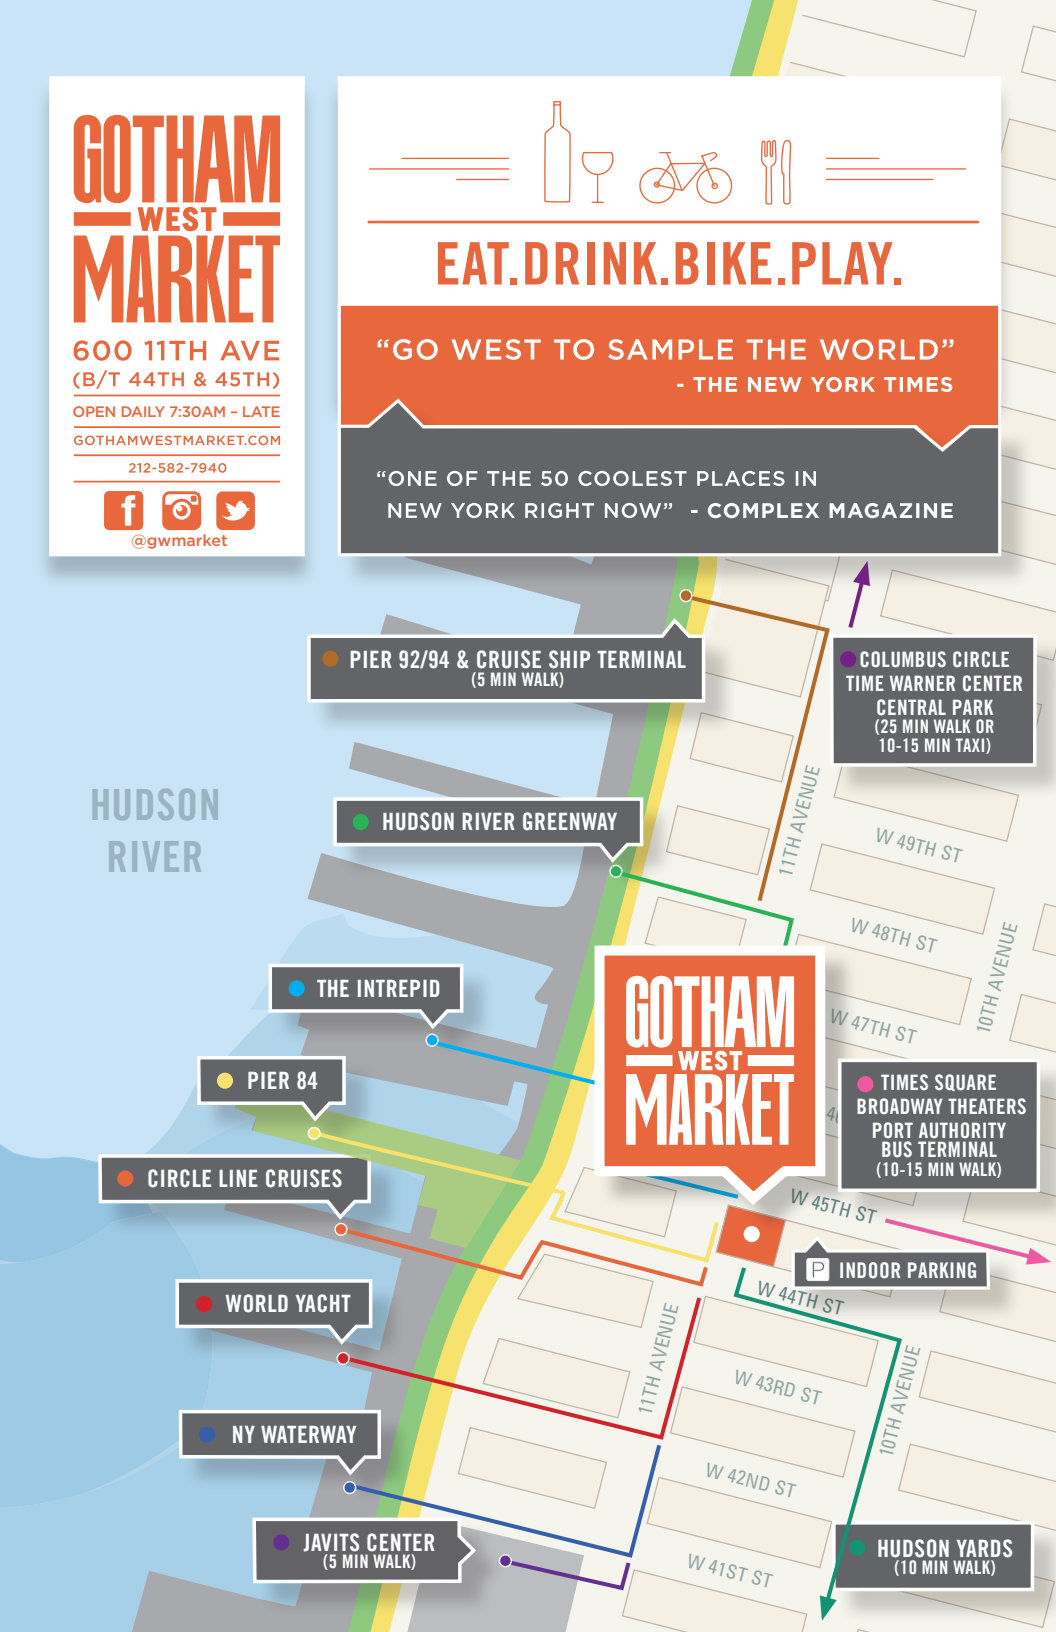 GOTHAM
WEST
MARKET
600 11TH AVE
(B/T 44TH & 45TH)
OPEN DAILY 7:30AM – LATE
GOTHAMWESTMARKET.COM
212-582-7940
@gwmarket
EAT.DRINK.BIKE.PLAY.
“GO WEST TO SAMPLE THE WORLD”
- THE NEW YORK TIMES
“ONE OF THE 50 COOLEST PLACES IN
NEW YORK RIGHT NOW” - COMPLEX MAGAZINE
PIER 92/94 & CRUISE SHIP TERMINAL
(5 MIN WALK)
COLUMBUS CIRCLE
TIME WARNER CENTER
CENTRAL PARK
(25 MIN WALK OR
10-15 MIN TAXI)
HUDSON
RIVER
HUDSON RIVER GREENWAY
11TH AVENUE
W 49TH ST
W 48TH ST
10TH AVENUE
W 47TH ST
THE INTREPID
GOTHAM
WEST
MARKET
PIER 84
TIMES SQUARE
BROADWAY THEATERS
PORT AUTHORITY
BUS TERMINAL
(10-15 MIN WALK)
CIRCLE LINE CRUISES
W 45TH ST
P INDOOR PARKING
WORLD YACHT
W 44TH ST
11TH AVENUE
10TH AVENUE
W 43RD ST
NY WATERWAY
W 42ND ST
JAVITS CENTER
(5 MIN WALK)
W 41ST ST
HUDSON YARDS
(10 MIN WALK)